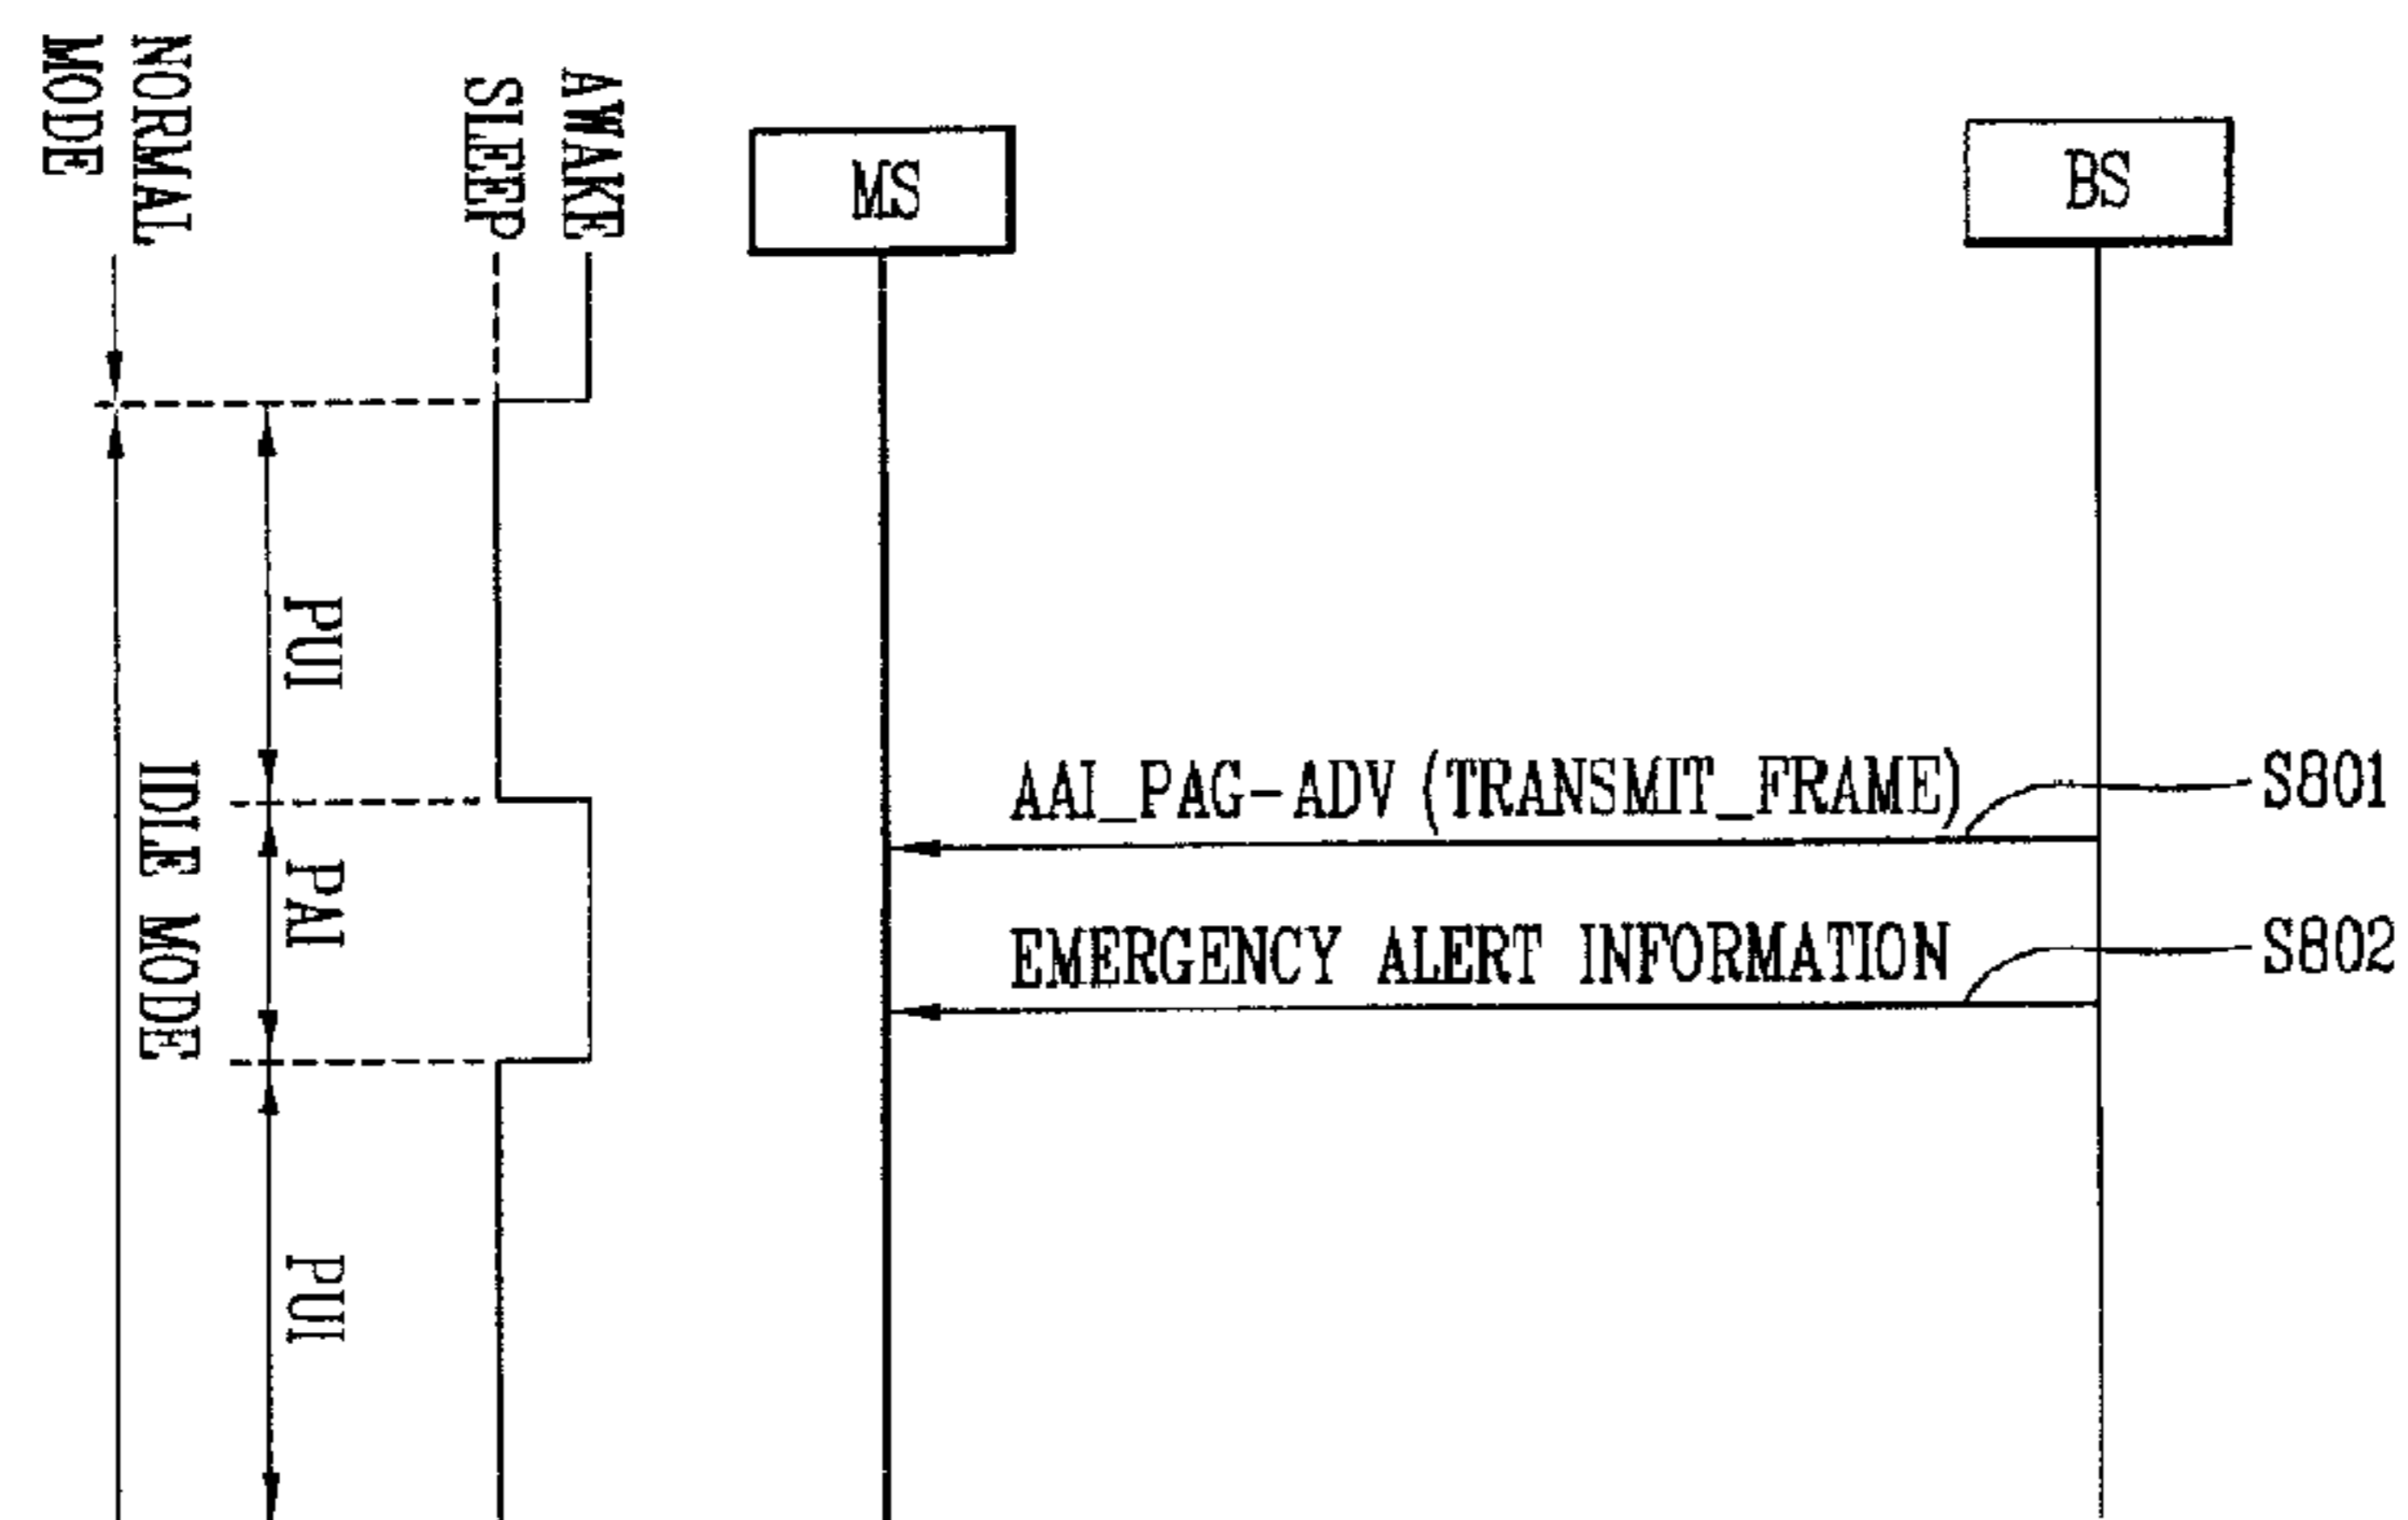 NORMAL
MODE
AWAKE
SLEEP
MS
BS
PUI
AAI_PAG-ADV (TRANSMIT_FRAME)
S801
IDLE MODE
PAI
EMERGENCY ALERT INFORMATION
S802
PUI